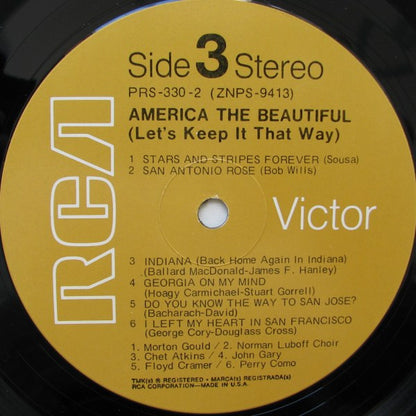 Side 3 Stereo
PRS-330-2 (ZNPS-9413)
AMERICA THE BEAUTIFUL
(Let's Keep It That Way)
1 STARS AND STRIPES FOREVER (Sousa)
2 SAN ANTONIO ROSE (Bob Wills)
RCA
Victor
3 INDIANA (Back Home Again In Indiana)
(Ballard MacDonald-James F. Hanley)
4 GEORGIA ON MY MIND
(Hoagy Carmichael-Stuart Gorrell)
5 DO YOU KNOW THE WAY TO SAN JOSE?
(Bacharach-David)
6 I LEFT MY HEART IN SAN FRANCISCO
(George Cory-Douglass Cross)
1. Morton Gould / 2. Norman Luboff Choir
3. Chet Atkins / 4. John Gary
5. Floyd Cramer / 6. Perry Como
TMK(s) ® REGISTERED • MARCA(s) REGISTRADA(s)
RCA CORPORATION—MADE IN U.S.A.